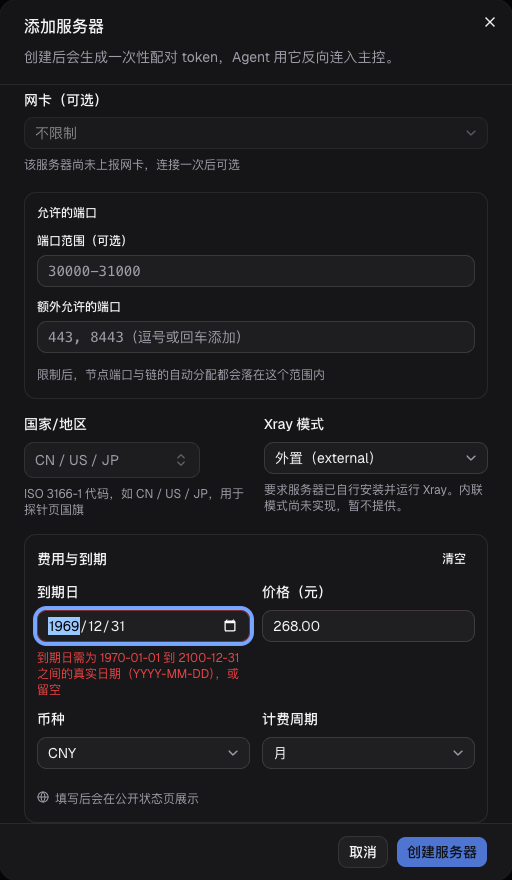 添加服务器
创建后会生成一次性配对 token，Agent 用它反向连入主控。
网卡（可选）
不限制
该服务器尚未上报网卡，连接一次后可选
允许的端口
端口范围（可选）
30000-31000
额外允许的端口
443, 8443（逗号或回车添加）
限制后，节点端口与链的自动分配都会落在这个范围内
国家/地区
CN / US / JP
ISO 3166-1 代码，如 CN / US / JP，用于
探针页国旗
Xray 模式
外置（external）
要求服务器已自行安装并运行 Xray。内联
模式尚未实现，暂不提供。
费用与到期
清空
到期日
1969/12/31
到期日需为 1970-01-01 到 2100-12-31
之间的真实日期（YYYY-MM-DD），或
留空
价格（元）
268.00
币种
CNY
计费周期
月
填写后会在公开状态页展示
取消
创建服务器